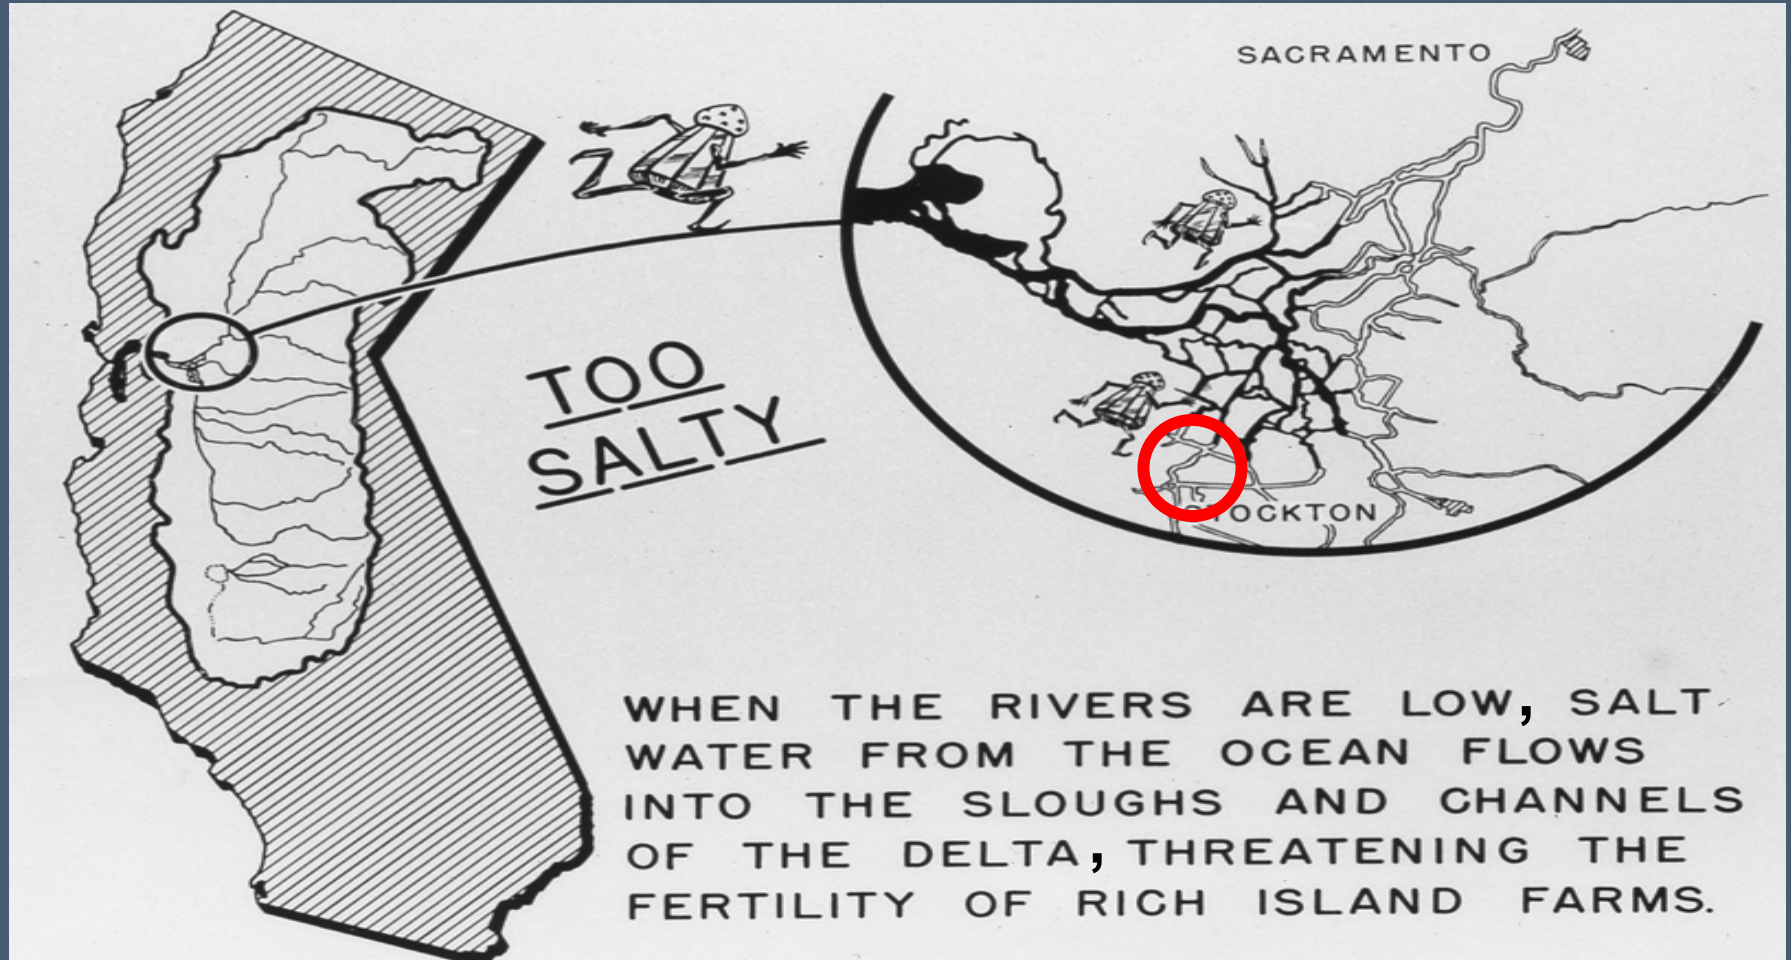 SACRAMENTO
TOO
SALTY
STOCKTON
WHEN THE RIVERS ARE LOW, SALT
WATER FROM THE OCEAN FLOWS
INTO THE SLOUGHS AND CHANNELS
OF THE DELTA, THREATENING THE
FERTILITY OF RICH ISLAND FARMS.